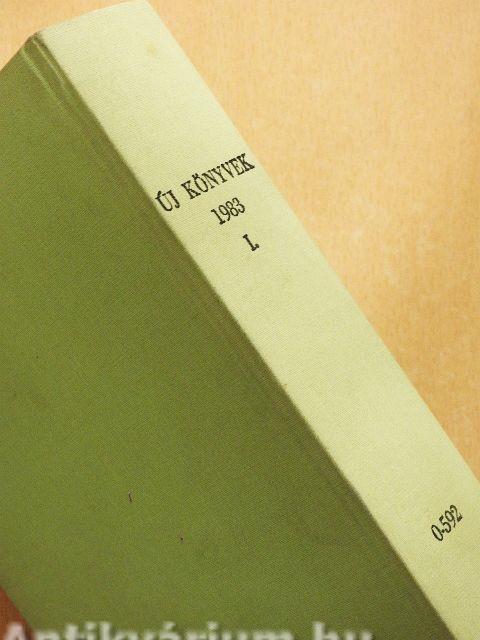 ÚJ KÖNYVEK
1983
I.
0-592
Antikvárium.hu